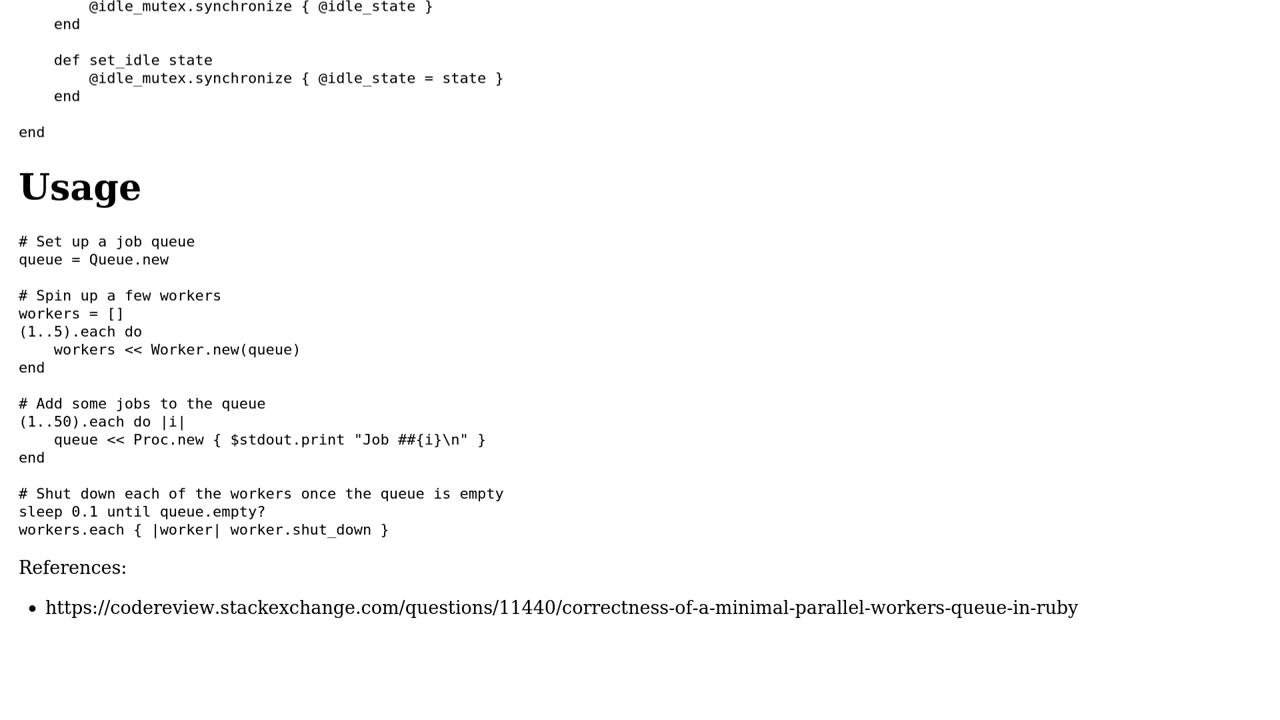 @idle_mutex.synchronize { @idle_state }
    end

    def set_idle state
        @idle_mutex.synchronize { @idle_state = state }
    end

end
Usage
# Set up a job queue
queue = Queue.new

# Spin up a few workers
workers = []
(1..5).each do
    workers << Worker.new(queue)
end

# Add some jobs to the queue
(1..50).each do |i|
    queue << Proc.new { $stdout.print "Job ##{i}\n" }
end

# Shut down each of the workers once the queue is empty
sleep 0.1 until queue.empty?
workers.each { |worker| worker.shut_down }
References:
• https://codereview.stackexchange.com/questions/11440/correctness-of-a-minimal-parallel-workers-queue-in-ruby